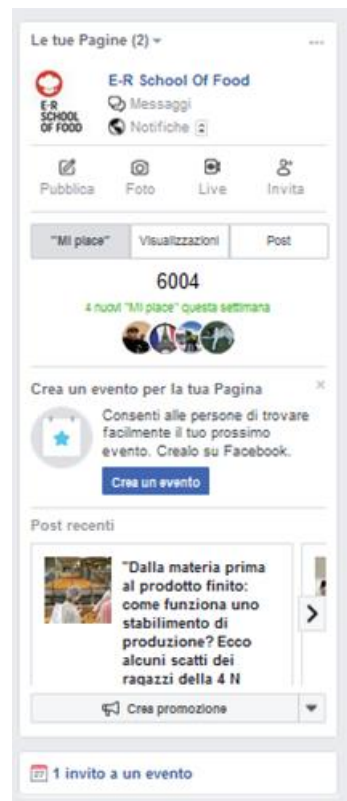 Le tue Pagine (2)
E-R School Of Food
Messaggi
Notifiche 2
E-R
SCHOOL
OF FOOD
Pubblica Foto Live Invita
"Mi piace" Visualizzazioni Post
6004
4 nuovi "Mi piace" questa settimana
Crea un evento per la tua Pagina
Consenti alle persone di trovare
facilmente il tuo prossimo
evento. Crealo su Facebook.
Crea un evento
Post recenti
"Dalla materia prima
al prodotto finito:
come funziona uno
stabilimento di
produzione? Ecco
alcuni scatti dei
ragazzi della 4 N
Crea promozione
1 invito a un evento